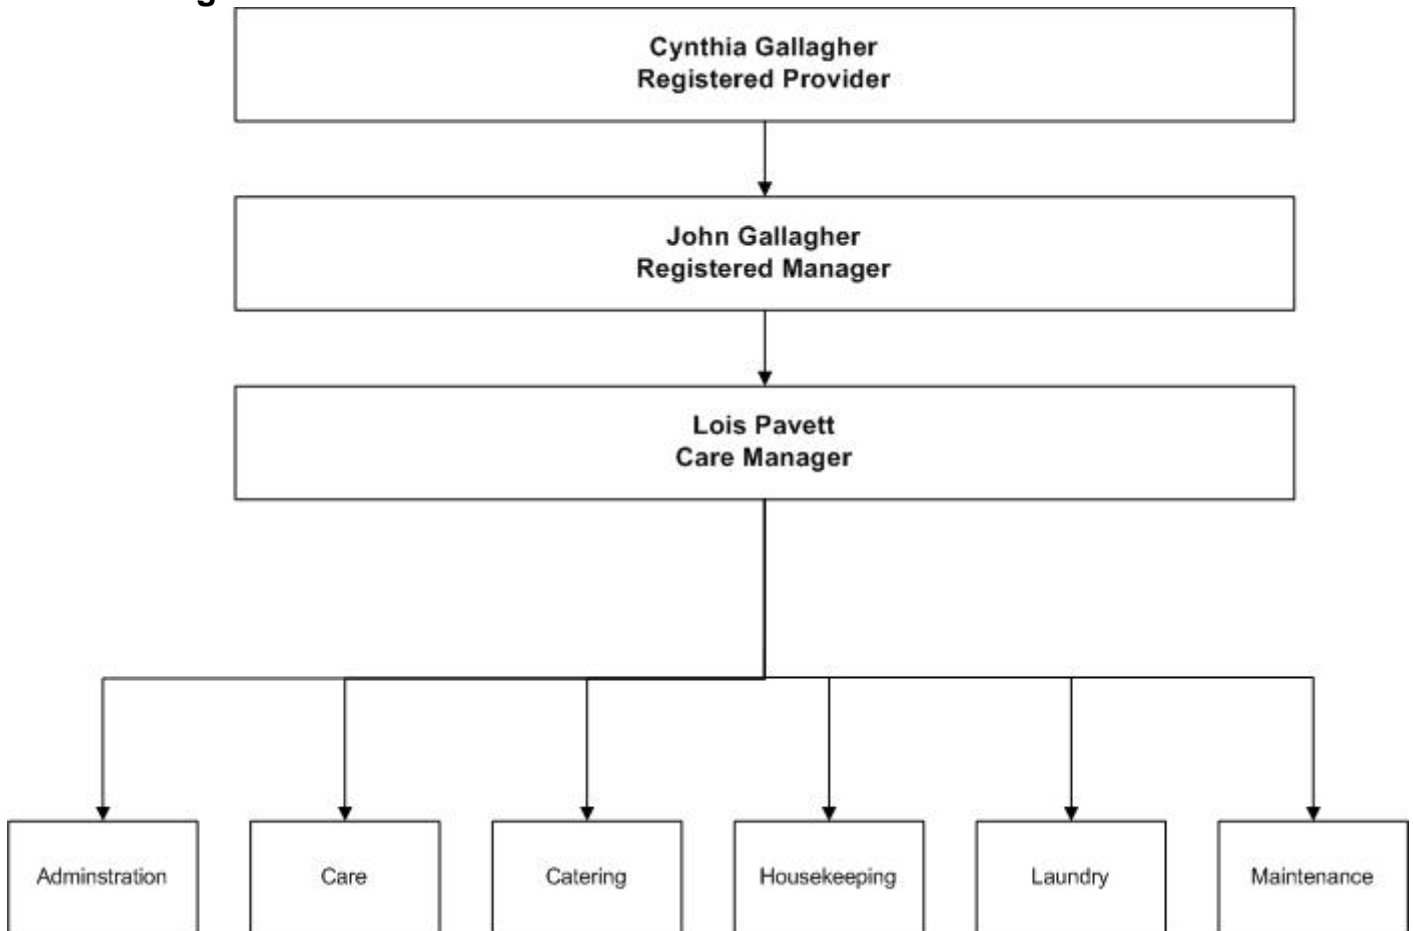 Cynthia Gallagher
Registered Provider
John Gallagher
Registered Manager
Lois Pavett
Care Manager
Adminstration
Care
Catering
Housekeeping
Laundry
Maintenance